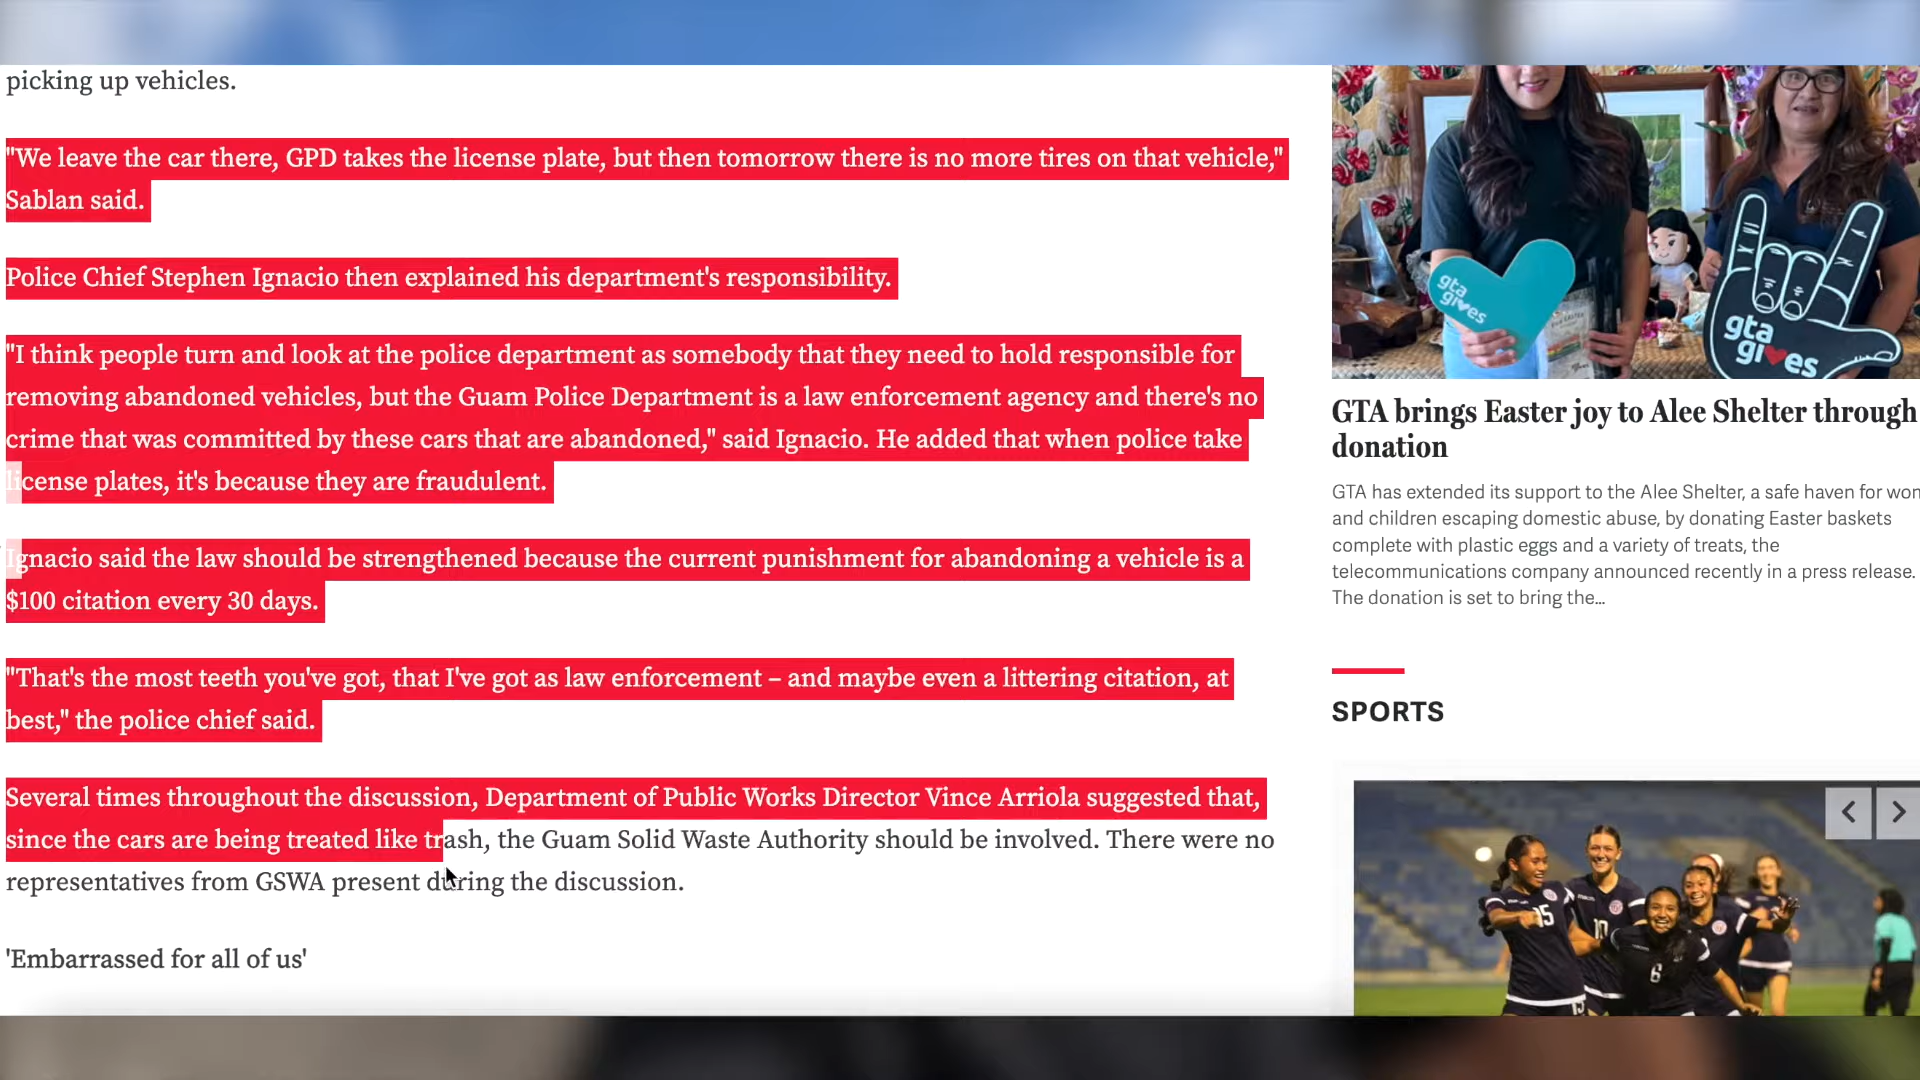 picking up vehicles.
"We leave the car there, GPD takes the license plate, but then tomorrow there is no more tires on that vehicle,"
Sablan said.
Police Chief Stephen Ignacio then explained his department's responsibility.
"I think people turn and look at the police department as somebody that they need to hold responsible for
removing abandoned vehicles, but the Guam Police Department is a law enforcement agency and there's no
crime that was committed by these cars that are abandoned," said Ignacio. He added that when police take
license plates, it's because they are fraudulent.
Ignacio said the law should be strengthened because the current punishment for abandoning a vehicle is a
$100 citation every 30 days.
"That's the most teeth you've got, that I've got as law enforcement – and maybe even a littering citation, at
best," the police chief said.
Several times throughout the discussion, Department of Public Works Director Vince Arriola suggested that,
since the cars are being treated like trash, the Guam Solid Waste Authority should be involved. There were no
representatives from GSWA present during the discussion.
'Embarrassed for all of us'
gta
gives
gta
gives
GTA brings Easter joy to Alee Shelter through
donation
GTA has extended its support to the Alee Shelter, a safe haven for
and children escaping domestic abuse, by donating Easter baskets
complete with plastic eggs and a variety of treats, the
telecommunications company announced recently in a press release.
The donation is set to bring the...
SPORTS
15
10
6